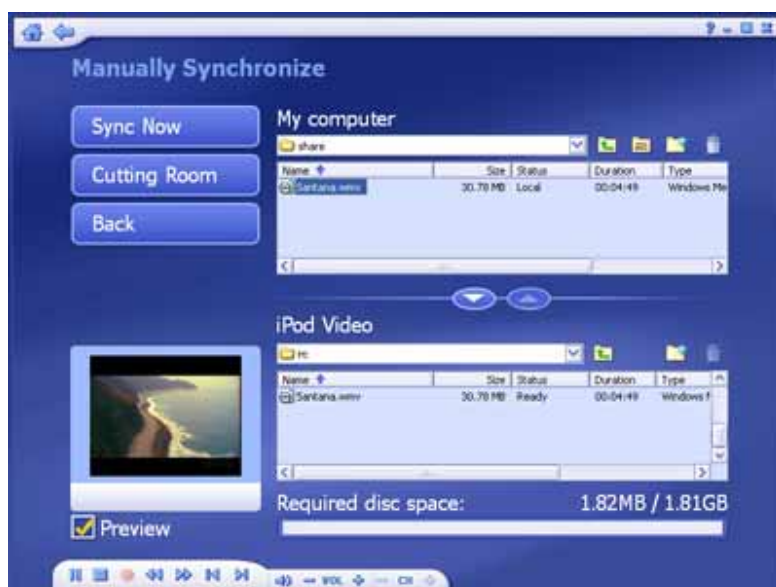 ?
Manually Synchronize
Sync Now
Cutting Room
Back
My computer
share
Name Size Status Duration Type
Santana.wmv 30.78 MB Local 00:04:49 Windows Me
iPod Video
Name Size Status Duration Type
Santana.wmv 30.78 MB Ready 00:04:49 Windows
Required disc space: 1.82MB / 1.81GB
Preview
VOL CH